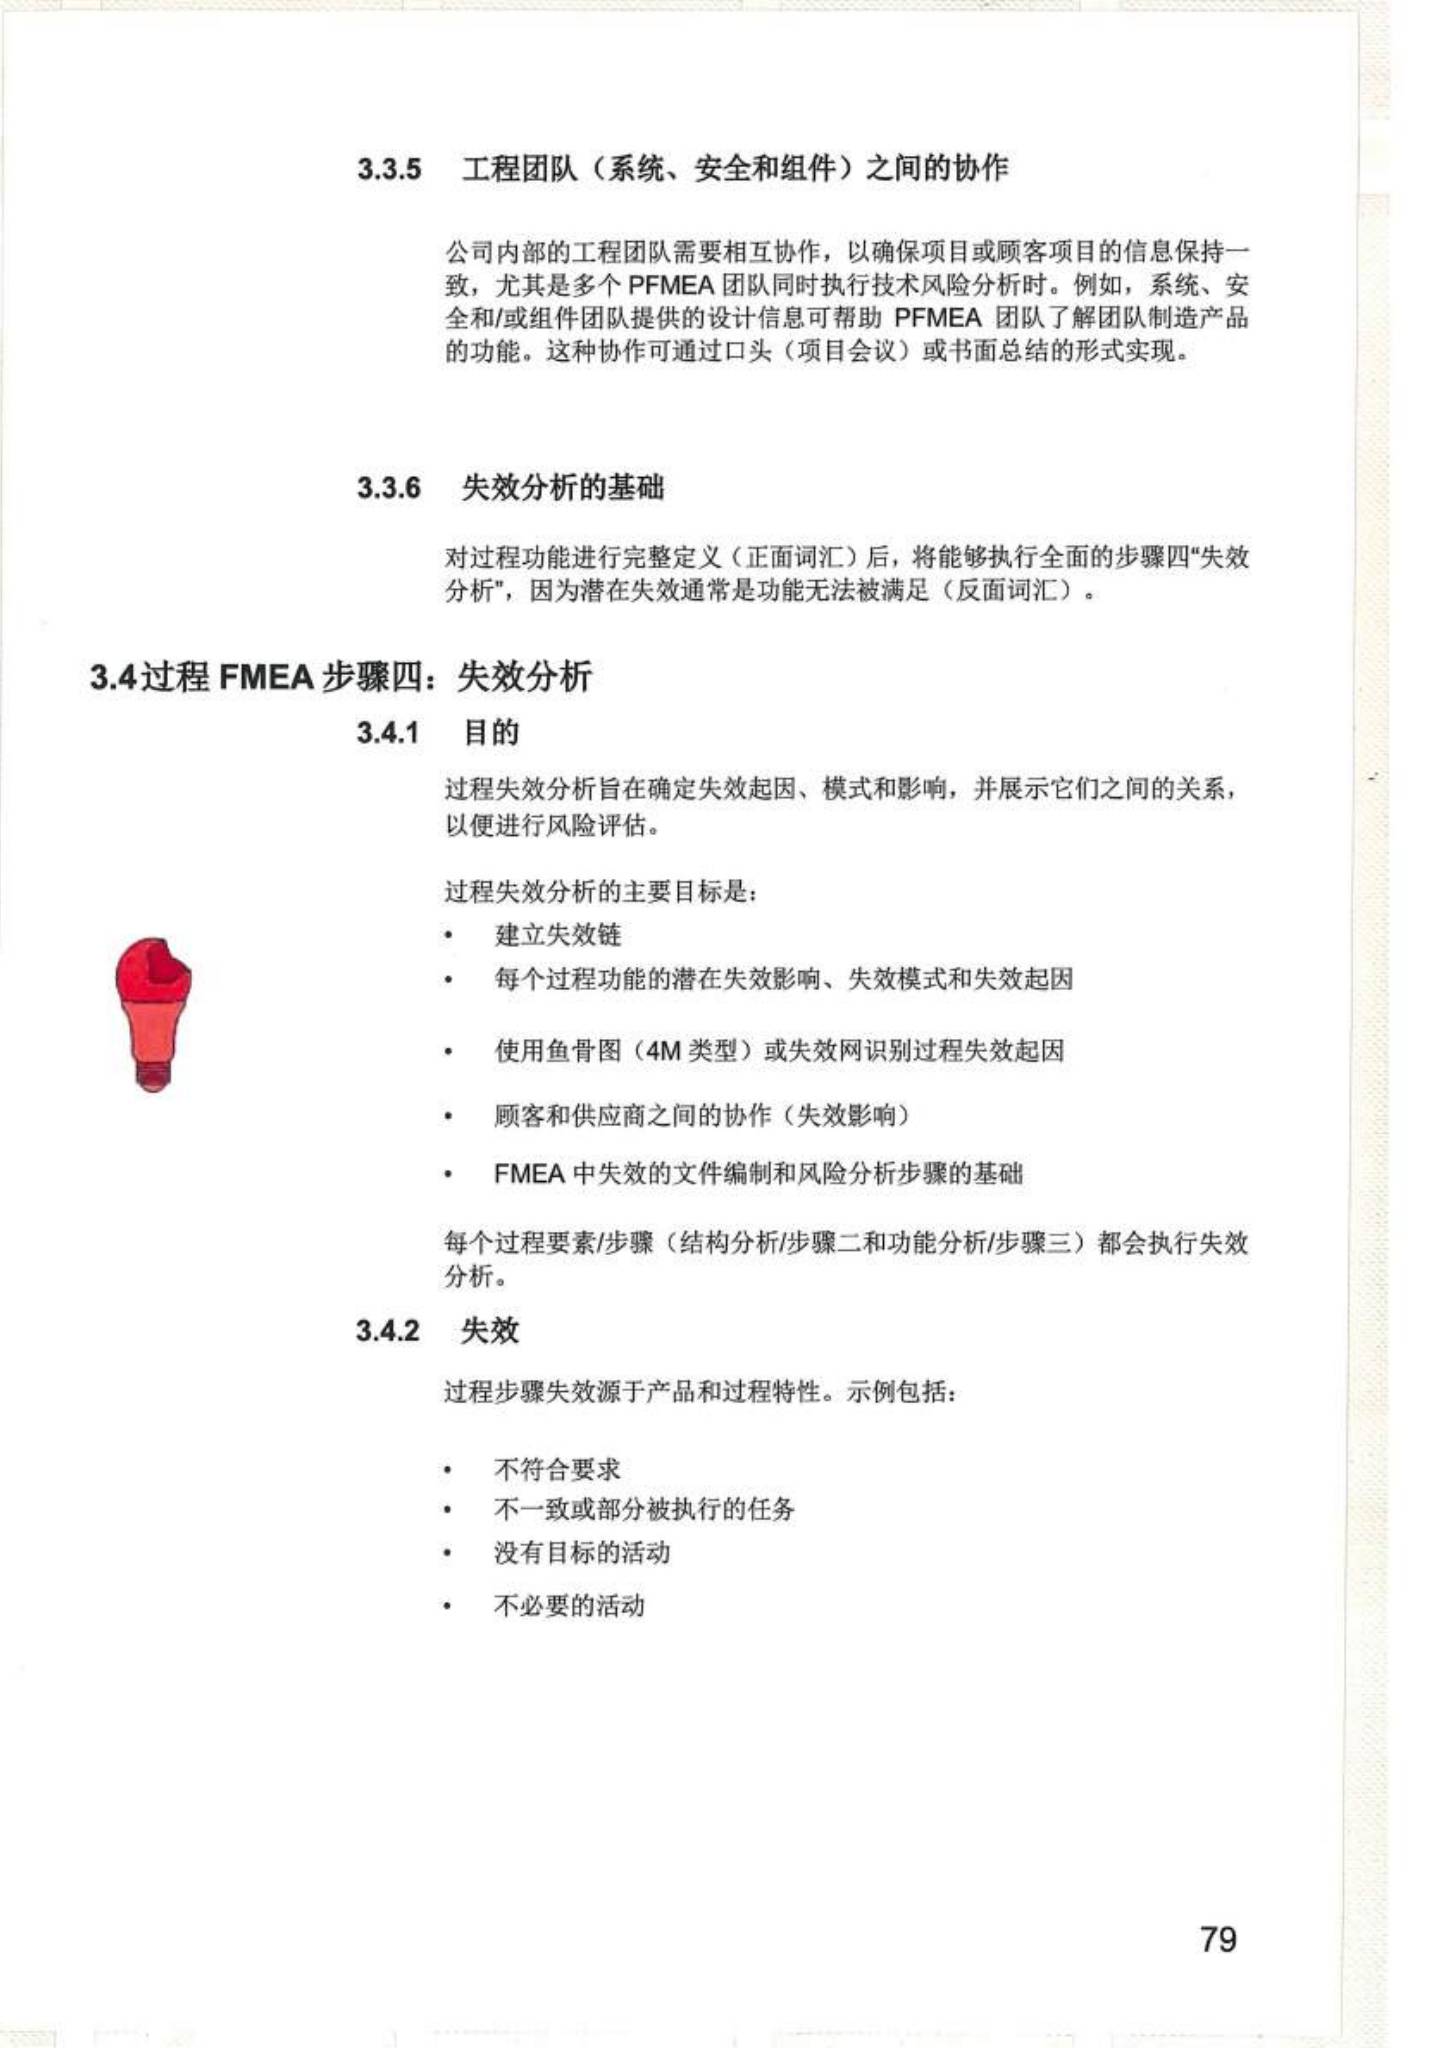 3.3.5 工程团队（系统、安全和组件）之间的协作
公司内部的工程团队需要相互协作，以确保项目或顾客项目的信息保持一
致，尤其是多个 PFMEA 团队同时执行技术风险分析时。例如，系统、安
全和/或组件团队提供的设计信息可帮助 PFMEA 团队了解团队制造产品
的功能。这种协作可通过口头（项目会议）或书面总结的形式实现。
3.3.6 失效分析的基础
对过程功能进行完整定义（正面词汇）后，将能够执行全面的步骤四“失效
分析”，因为潜在失效通常是功能无法被满足（反面词汇）。
3.4过程 FMEA 步骤四：失效分析
3.4.1 目的
过程失效分析旨在确定失效起因、模式和影响，并展示它们之间的关系，
以便进行风险评估。
过程失效分析的主要目标是：
• 建立失效链
• 每个过程功能的潜在失效影响、失效模式和失效起因
• 使用鱼骨图（4M 类型）或失效网识别过程失效起因
• 顾客和供应商之间的协作（失效影响）
• FMEA 中失效的文件编制和风险分析步骤的基础
每个过程要素/步骤（结构分析/步骤二和功能分析/步骤三）都会执行失效
分析。
3.4.2 失效
过程步骤失效源于产品和过程特性。示例包括：
• 不符合要求
• 不一致或部分被执行的任务
• 没有目标的活动
• 不必要的活动
79